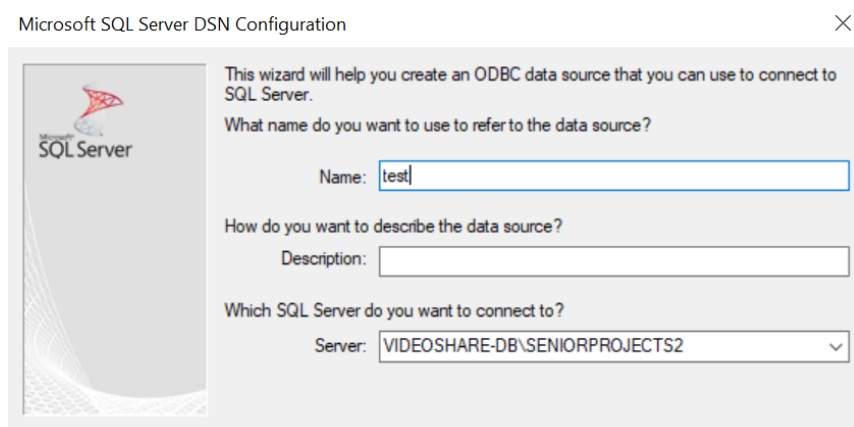 Microsoft SQL Server DSN Configuration
This wizard will help you create an ODBC data source that you can use to connect to
SQL Server.
What name do you want to use to refer to the data source?
Microsoft
SQL Server
Name: test
How do you want to describe the data source?
Description:
Which SQL Server do you want to connect to?
Server: VIDEOSHARE-DB\SENIORPROJECTS2